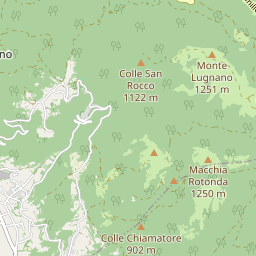 no
Colle San
Rocco
1122 m
Monte
Lugnano
1251 m
Macchia
Rotonda
1250 m
Colle Chiamatore
902 m